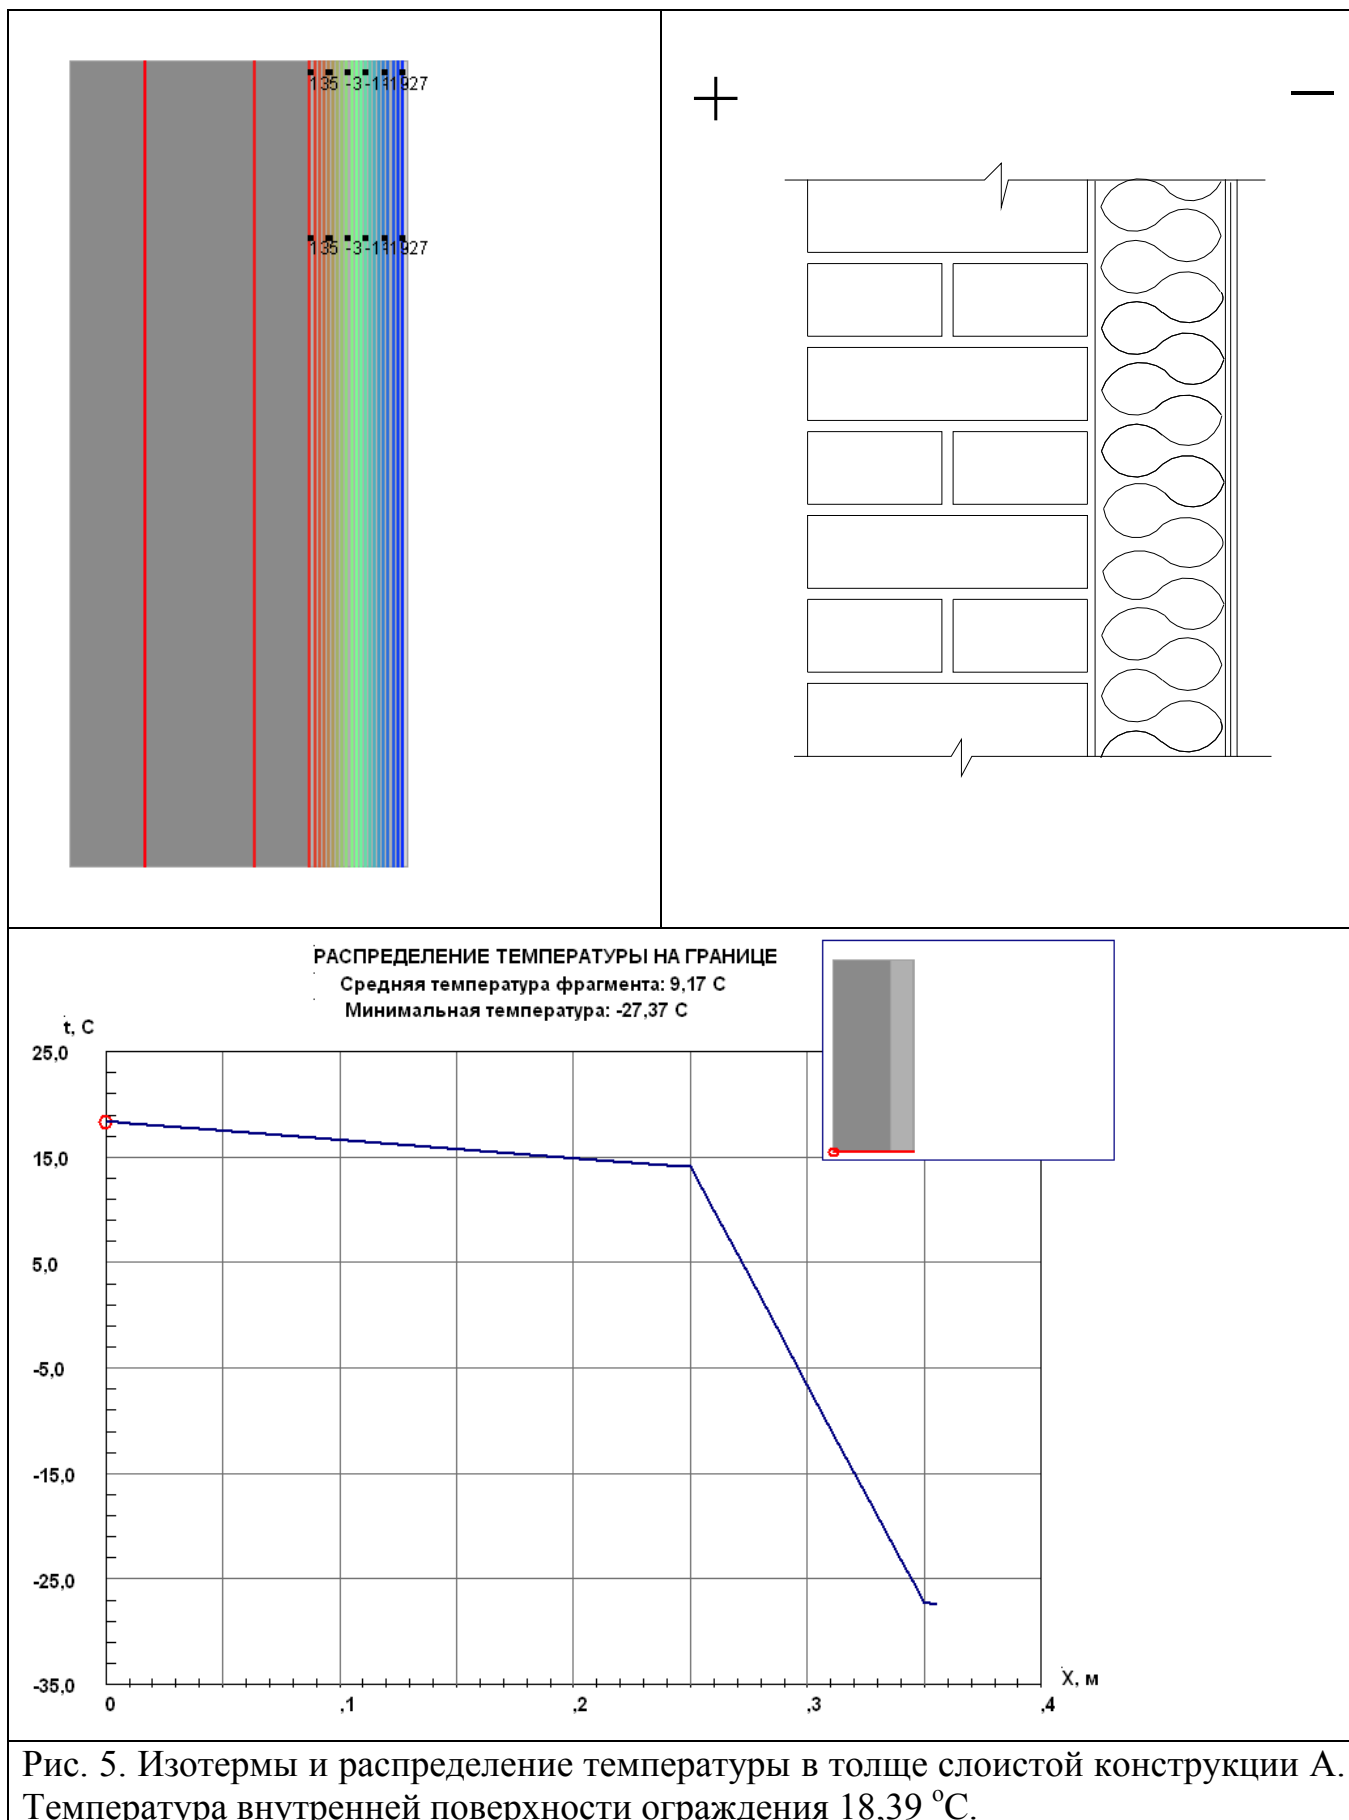 135 -3-11-1927
135 -3-11-1927
+ −
РАСПРЕДЕЛЕНИЕ ТЕМПЕРАТУРЫ НА ГРАНИЦЕ
Средняя температура фрагмента: 9,17 С
Минимальная температура: -27,37 С
t, C
25,0
15,0
5,0
-5,0
-15,0
-25,0
-35,0
0 ,1 ,2 ,3 ,4
X, м
Рис. 5. Изотермы и распределение температуры в толще слоистой конструкции А.
Температура внутренней поверхности ограждения 18,39 °С.